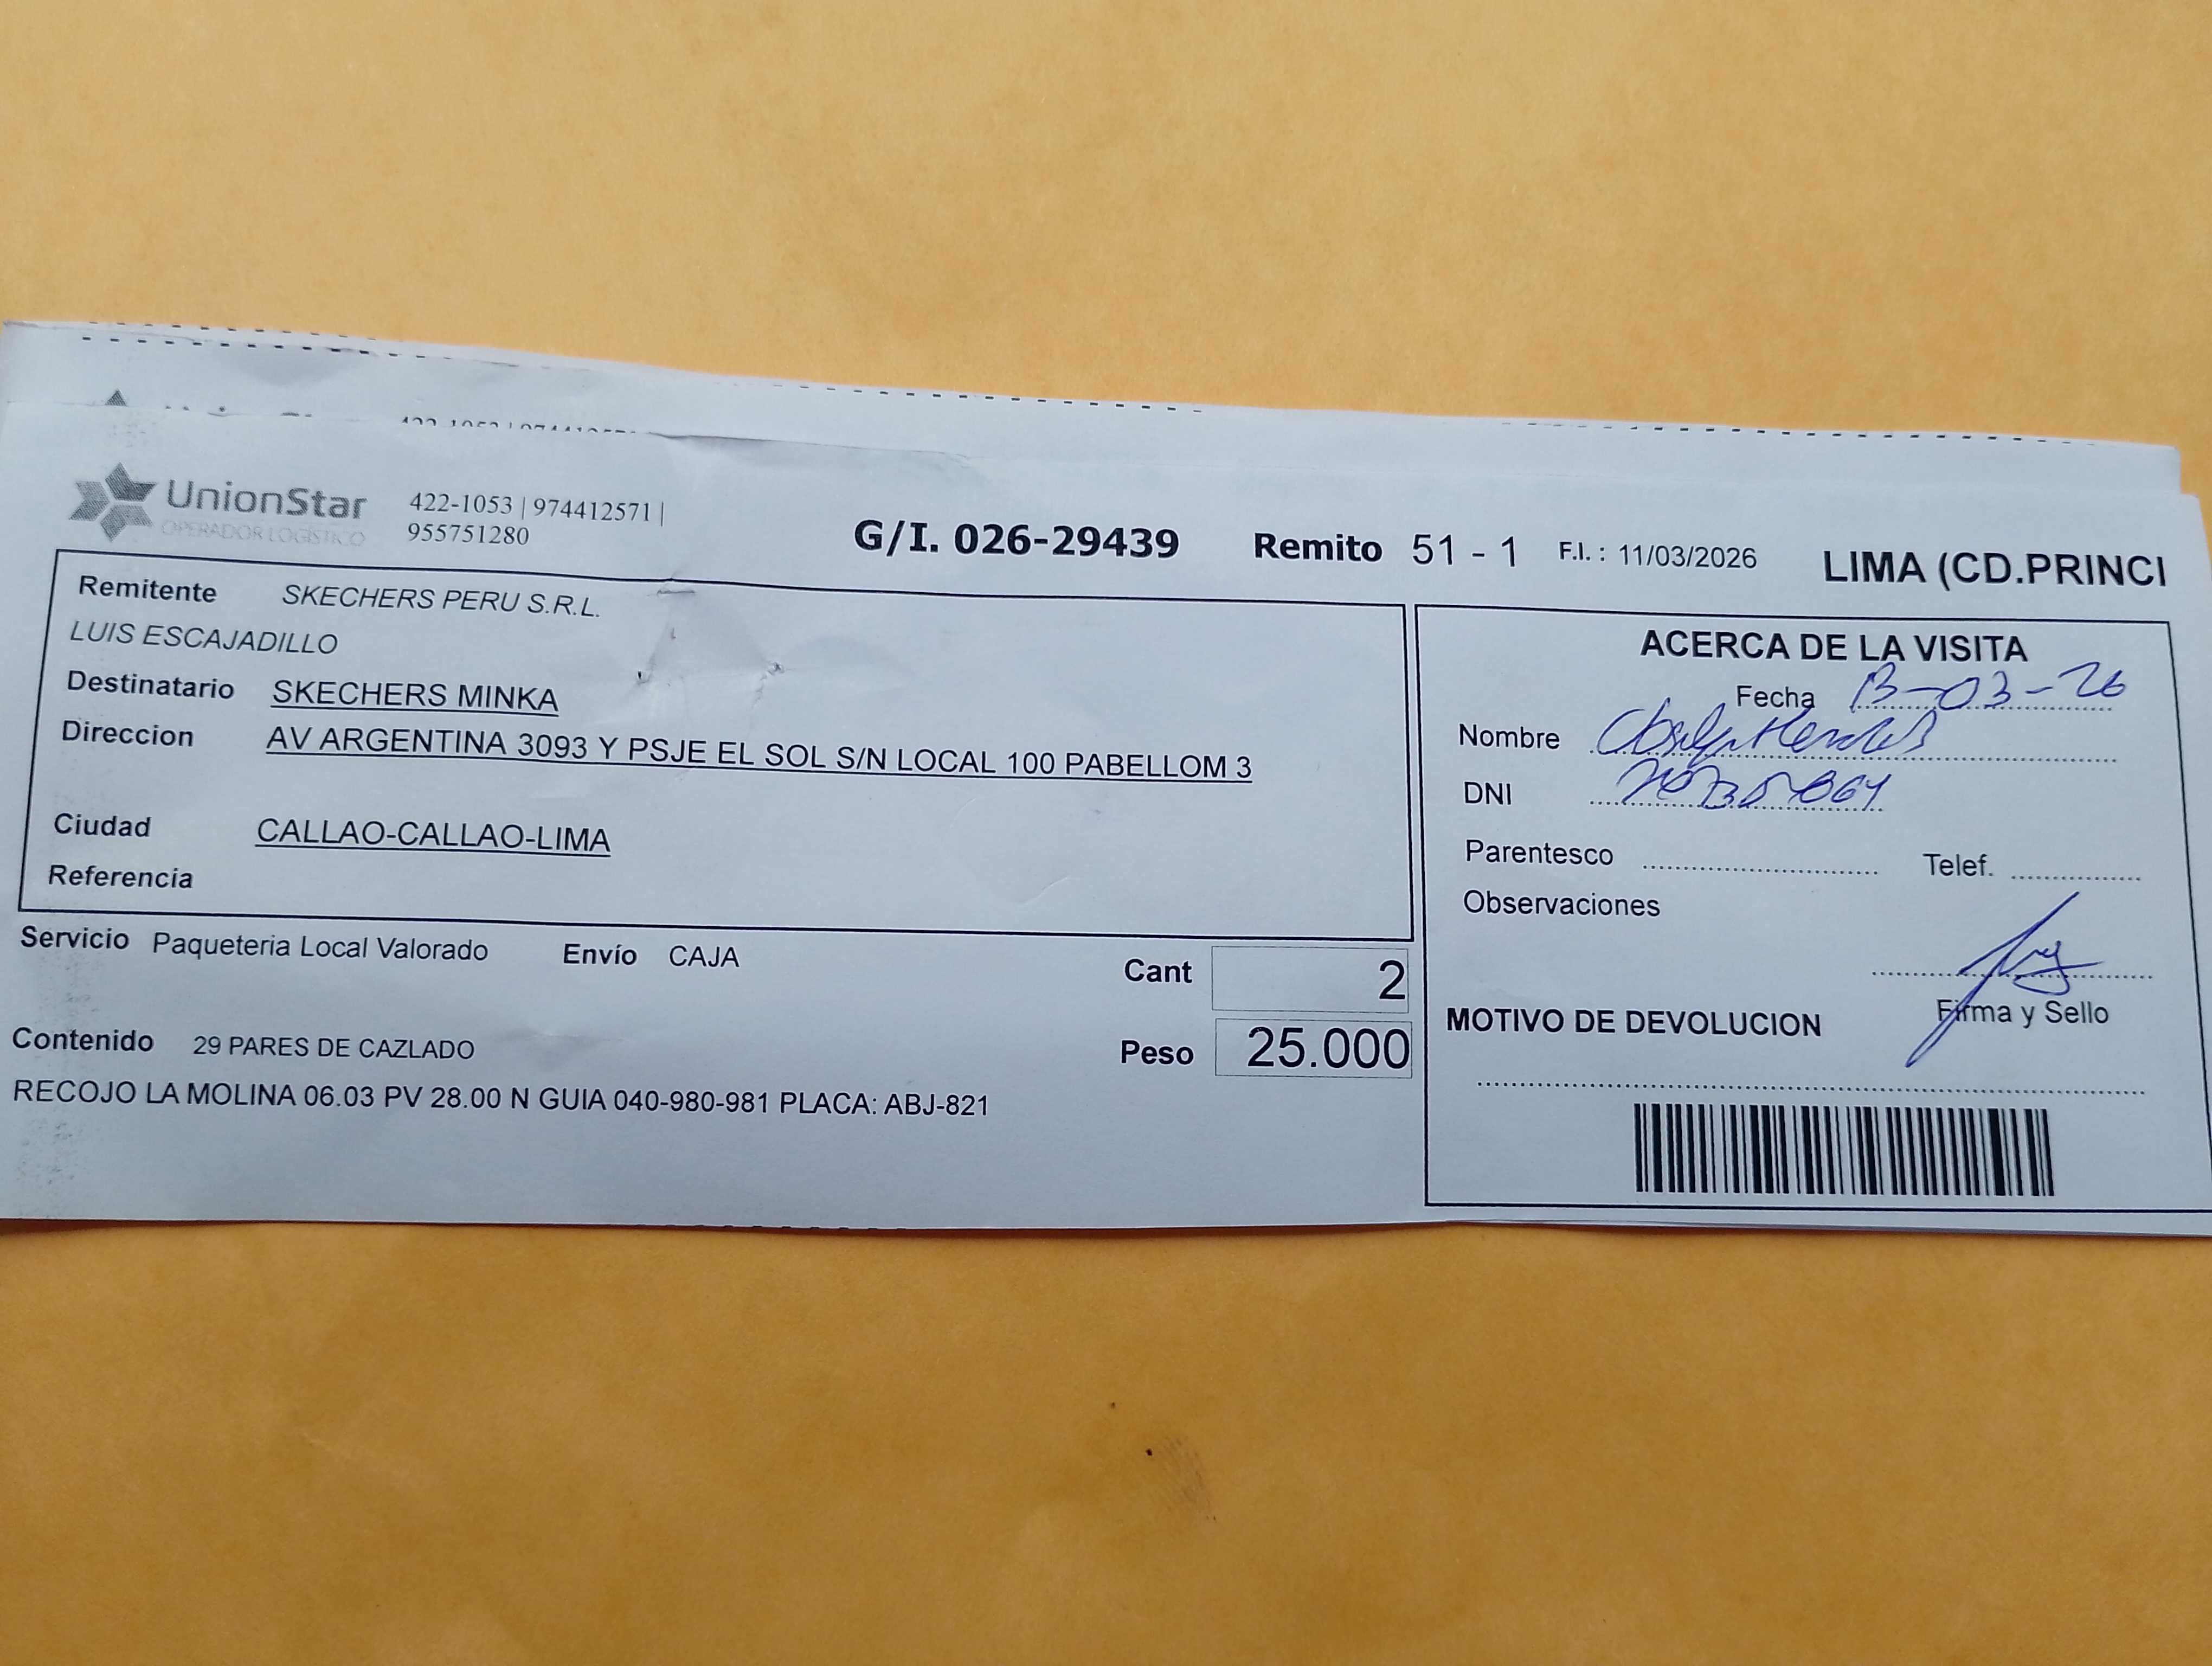 UnionStar
OPERADOR LOGÍSTICO
422-1053 | 974412571 |
955751280
G/I. 026-29439 Remito 51 - 1 F.I. : 11/03/2026 LIMA (CD.PRINCI
Remitente SKECHERS PERU S.R.L.
LUIS ESCAJADILLO
Destinatario SKECHERS MINKA
Direccion AV ARGENTINA 3093 Y PSJE EL SOL S/N LOCAL 100 PABELLOM 3
Ciudad CALLAO-CALLAO-LIMA
Referencia
Servicio Paqueteria Local Valorado Envío CAJA
Cant 2
Peso 25.000
Contenido 29 PARES DE CAZLADO
RECOJO LA MOLINA 06.03 PV 28.00 N GUIA 040-980-981 PLACA: ABJ-821
ACERCA DE LA VISITA
Fecha 13-03-26
Nombre
DNI
Parentesco Telef.
Observaciones
Firma y Sello
MOTIVO DE DEVOLUCION